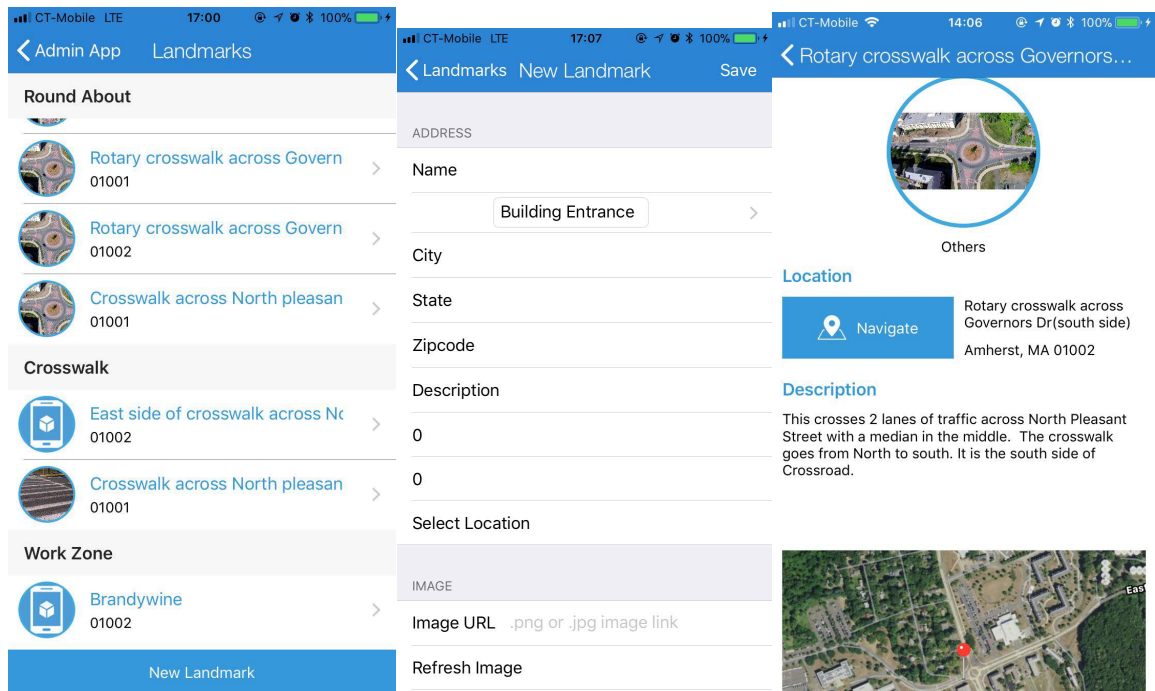 CT-Mobile LTE 17:00 100%
Admin App Landmarks
Round About
Rotary crosswalk across Govern
01001
Rotary crosswalk across Govern
01002
Crosswalk across North pleasan
01001
Crosswalk
East side of crosswalk across Nc
01002
Crosswalk across North pleasan
01001
Work Zone
Brandywine
01002
New Landmark
CT-Mobile LTE 17:07 100%
Landmarks New Landmark Save
ADDRESS
Name
Building Entrance
City
State
Zipcode
Description
0
0
Select Location
IMAGE
Image URL .png or .jpg image link
Refresh Image
CT-Mobile 14:06 100%
Rotary crosswalk across Governors...
Others
Location
Navigate
Rotary crosswalk across
Governors Dr(south side)
Amherst, MA 01002
Description
This crosses 2 lanes of traffic across North Pleasant
Street with a median in the middle. The crosswalk
goes from North to south. It is the south side of
Crossroad.
Eas